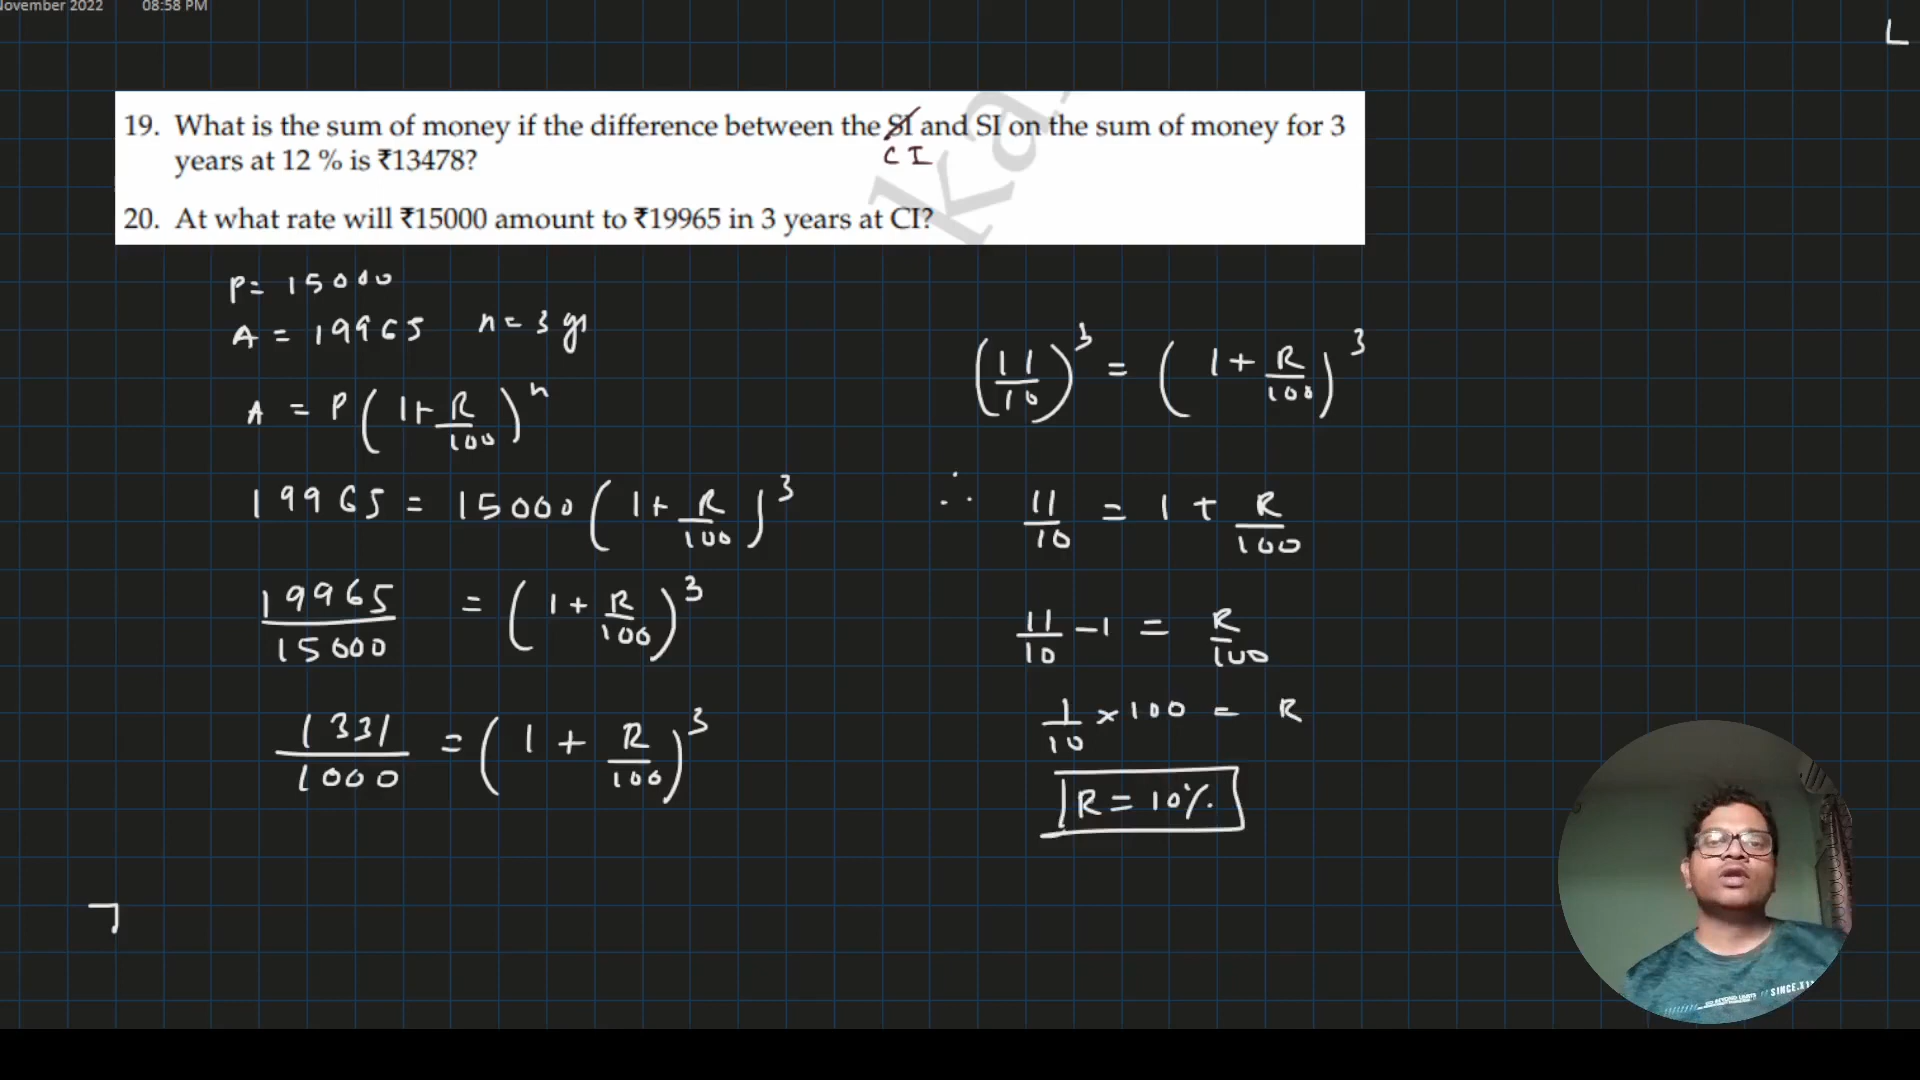 November 2022 08:58 PM
L
19. What is the sum of money if the difference between the SI and SI on the sum of money for 3
CI
years at 12 % is ₹13478?
20. At what rate will ₹15000 amount to ₹19965 in 3 years at CI?
ka
P = 15000
A = 19965 n = 3 yr
A = P(1+R/100)^n
19965 = 15000(1+R/100)^3
19965/15000 = (1+R/100)^3
1331/1000 = (1+R/100)^3
(11/10)^3 = (1+R/100)^3
∴ 11/10 = 1+R/100
11/10 - 1 = R/100
1/10 × 100 = R
R = 10%
SINCE.X